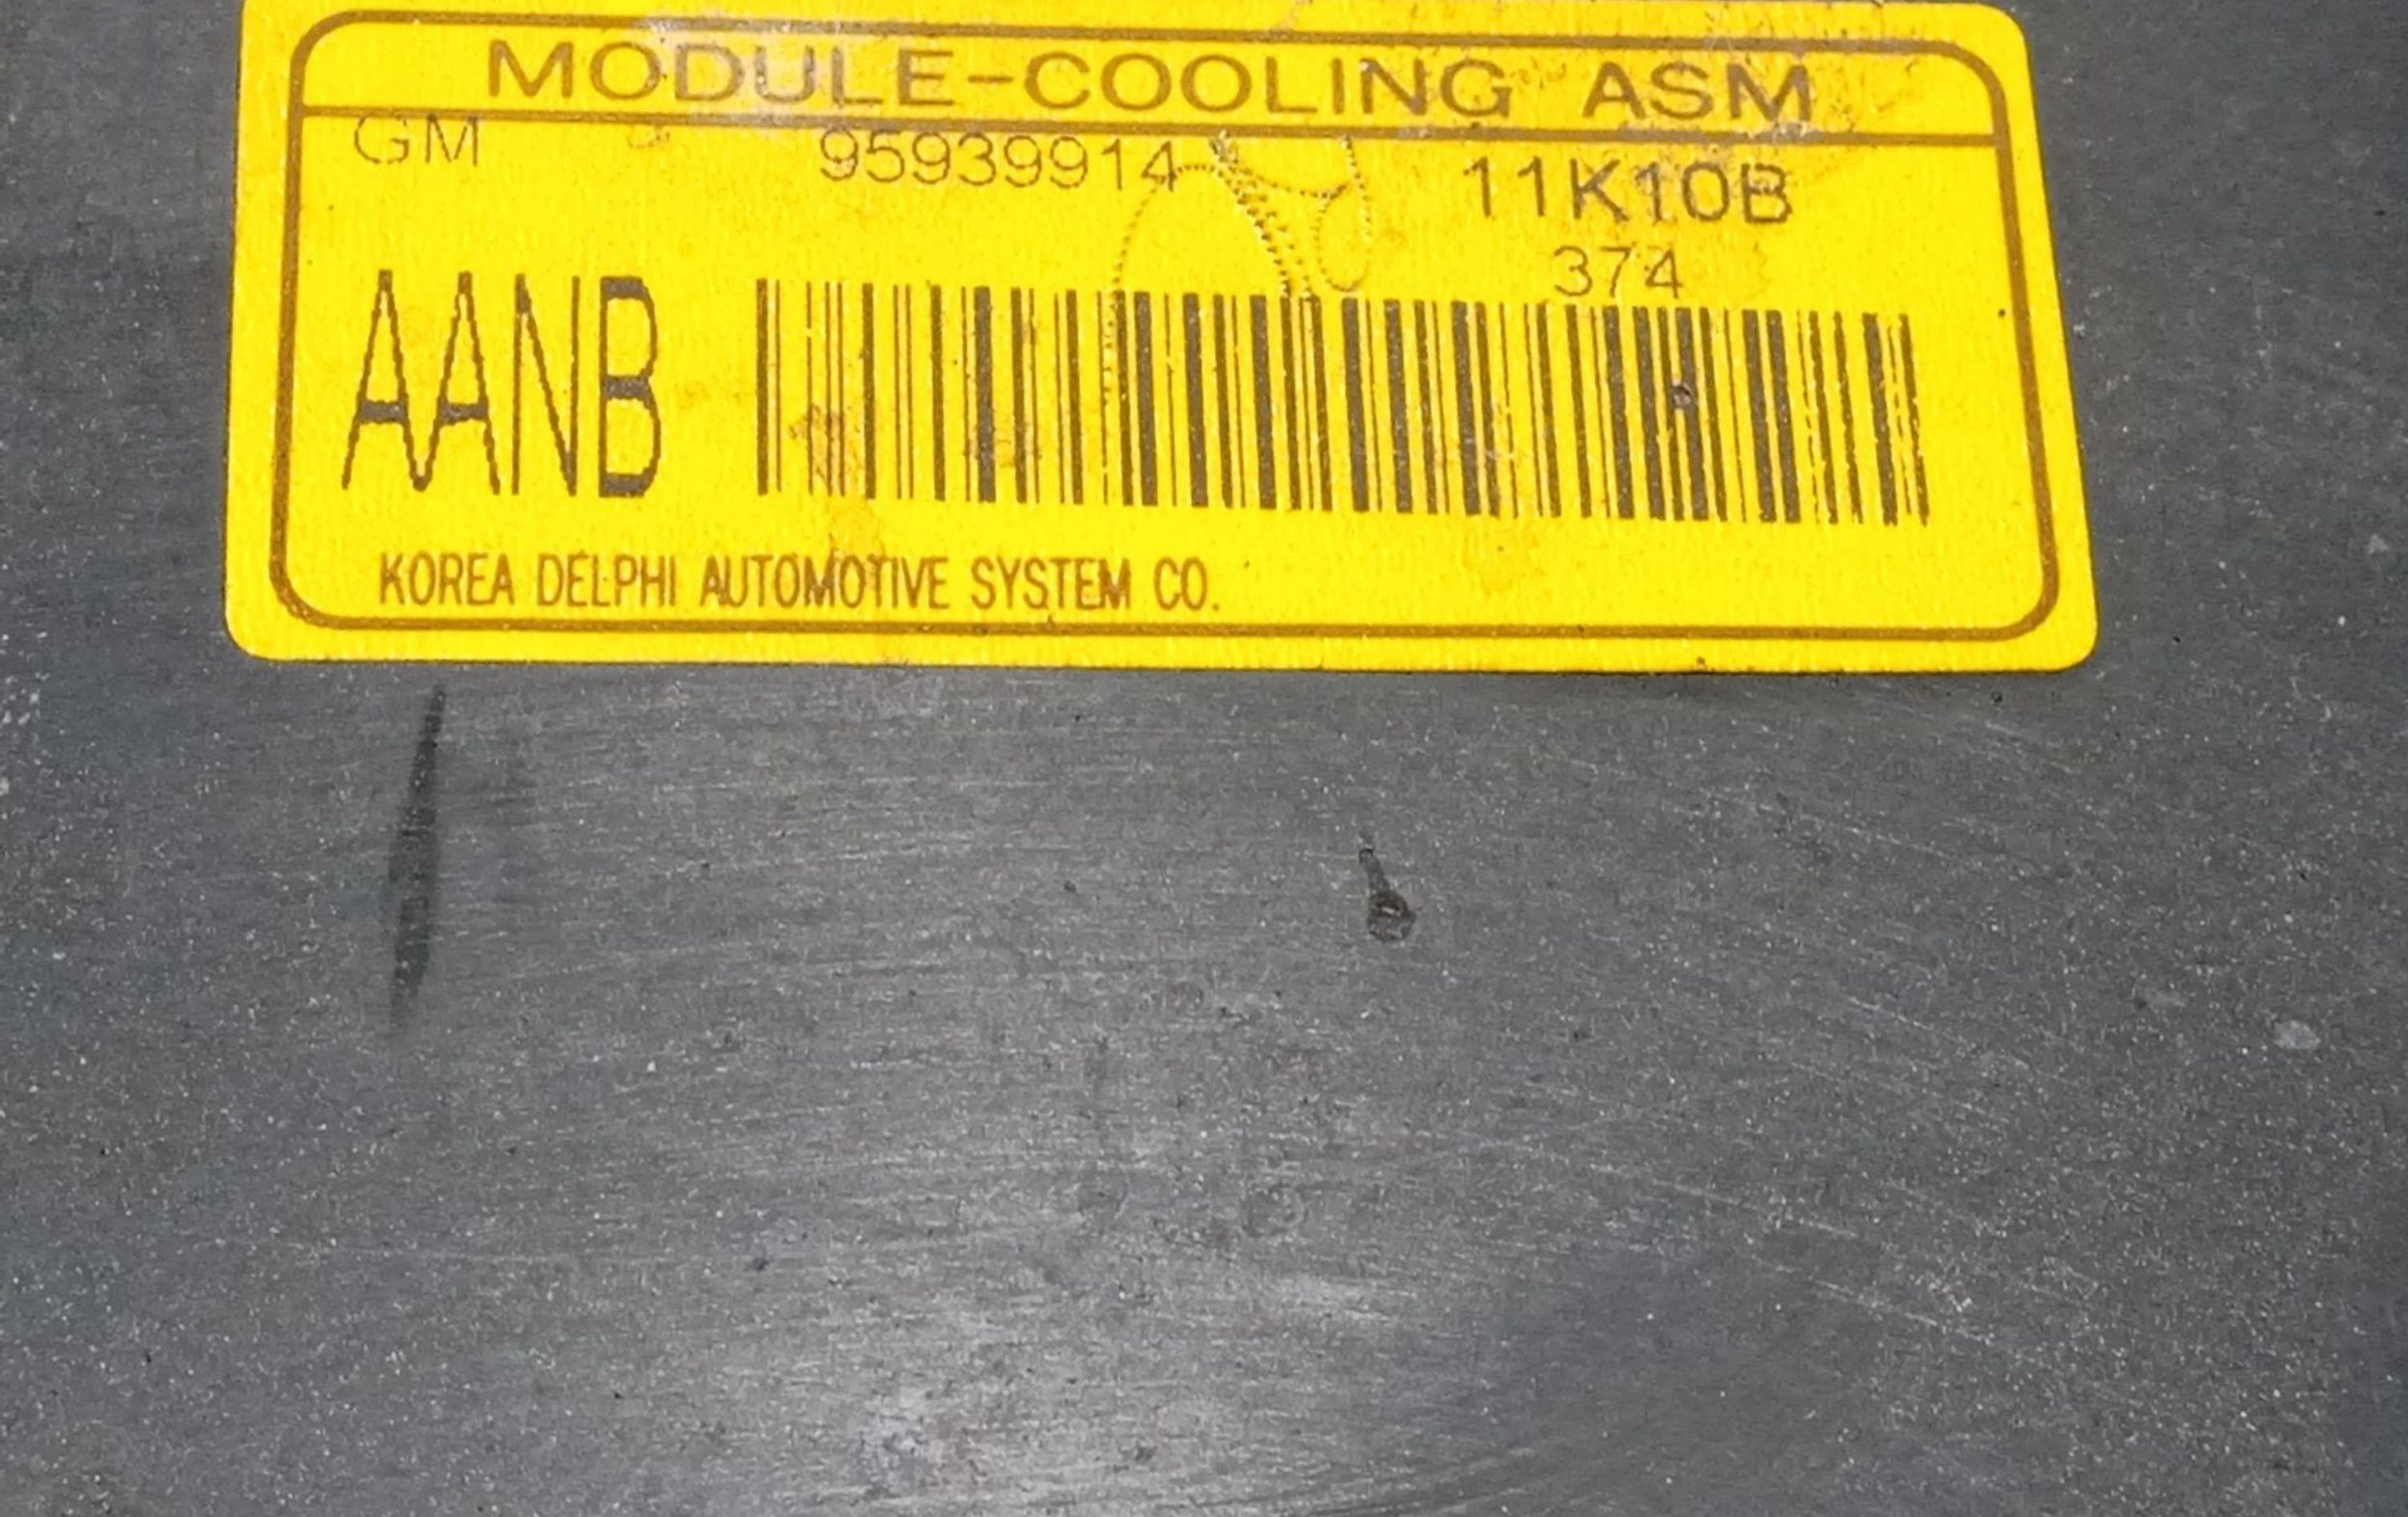 MODULE-COOLING ASM
GM 95939914 11K10B
374
AANB
KOREA DELPHI AUTOMOTIVE SYSTEM CO.